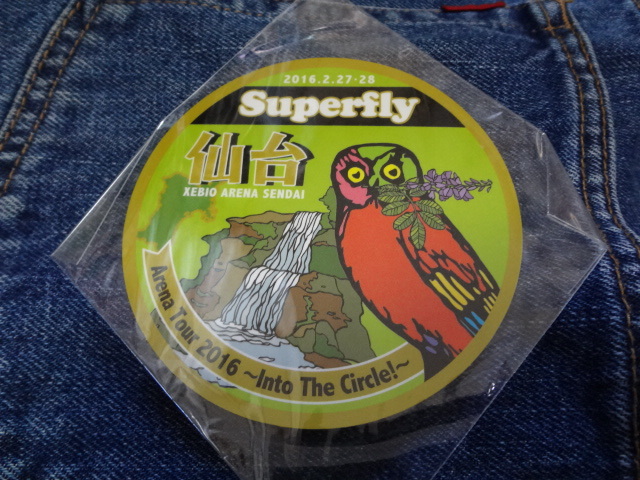 2016.2.27・28
Superfly
仙台
XEBIO ARENA SENDAI
Arena Tour 2016 ～Into The Circle!～